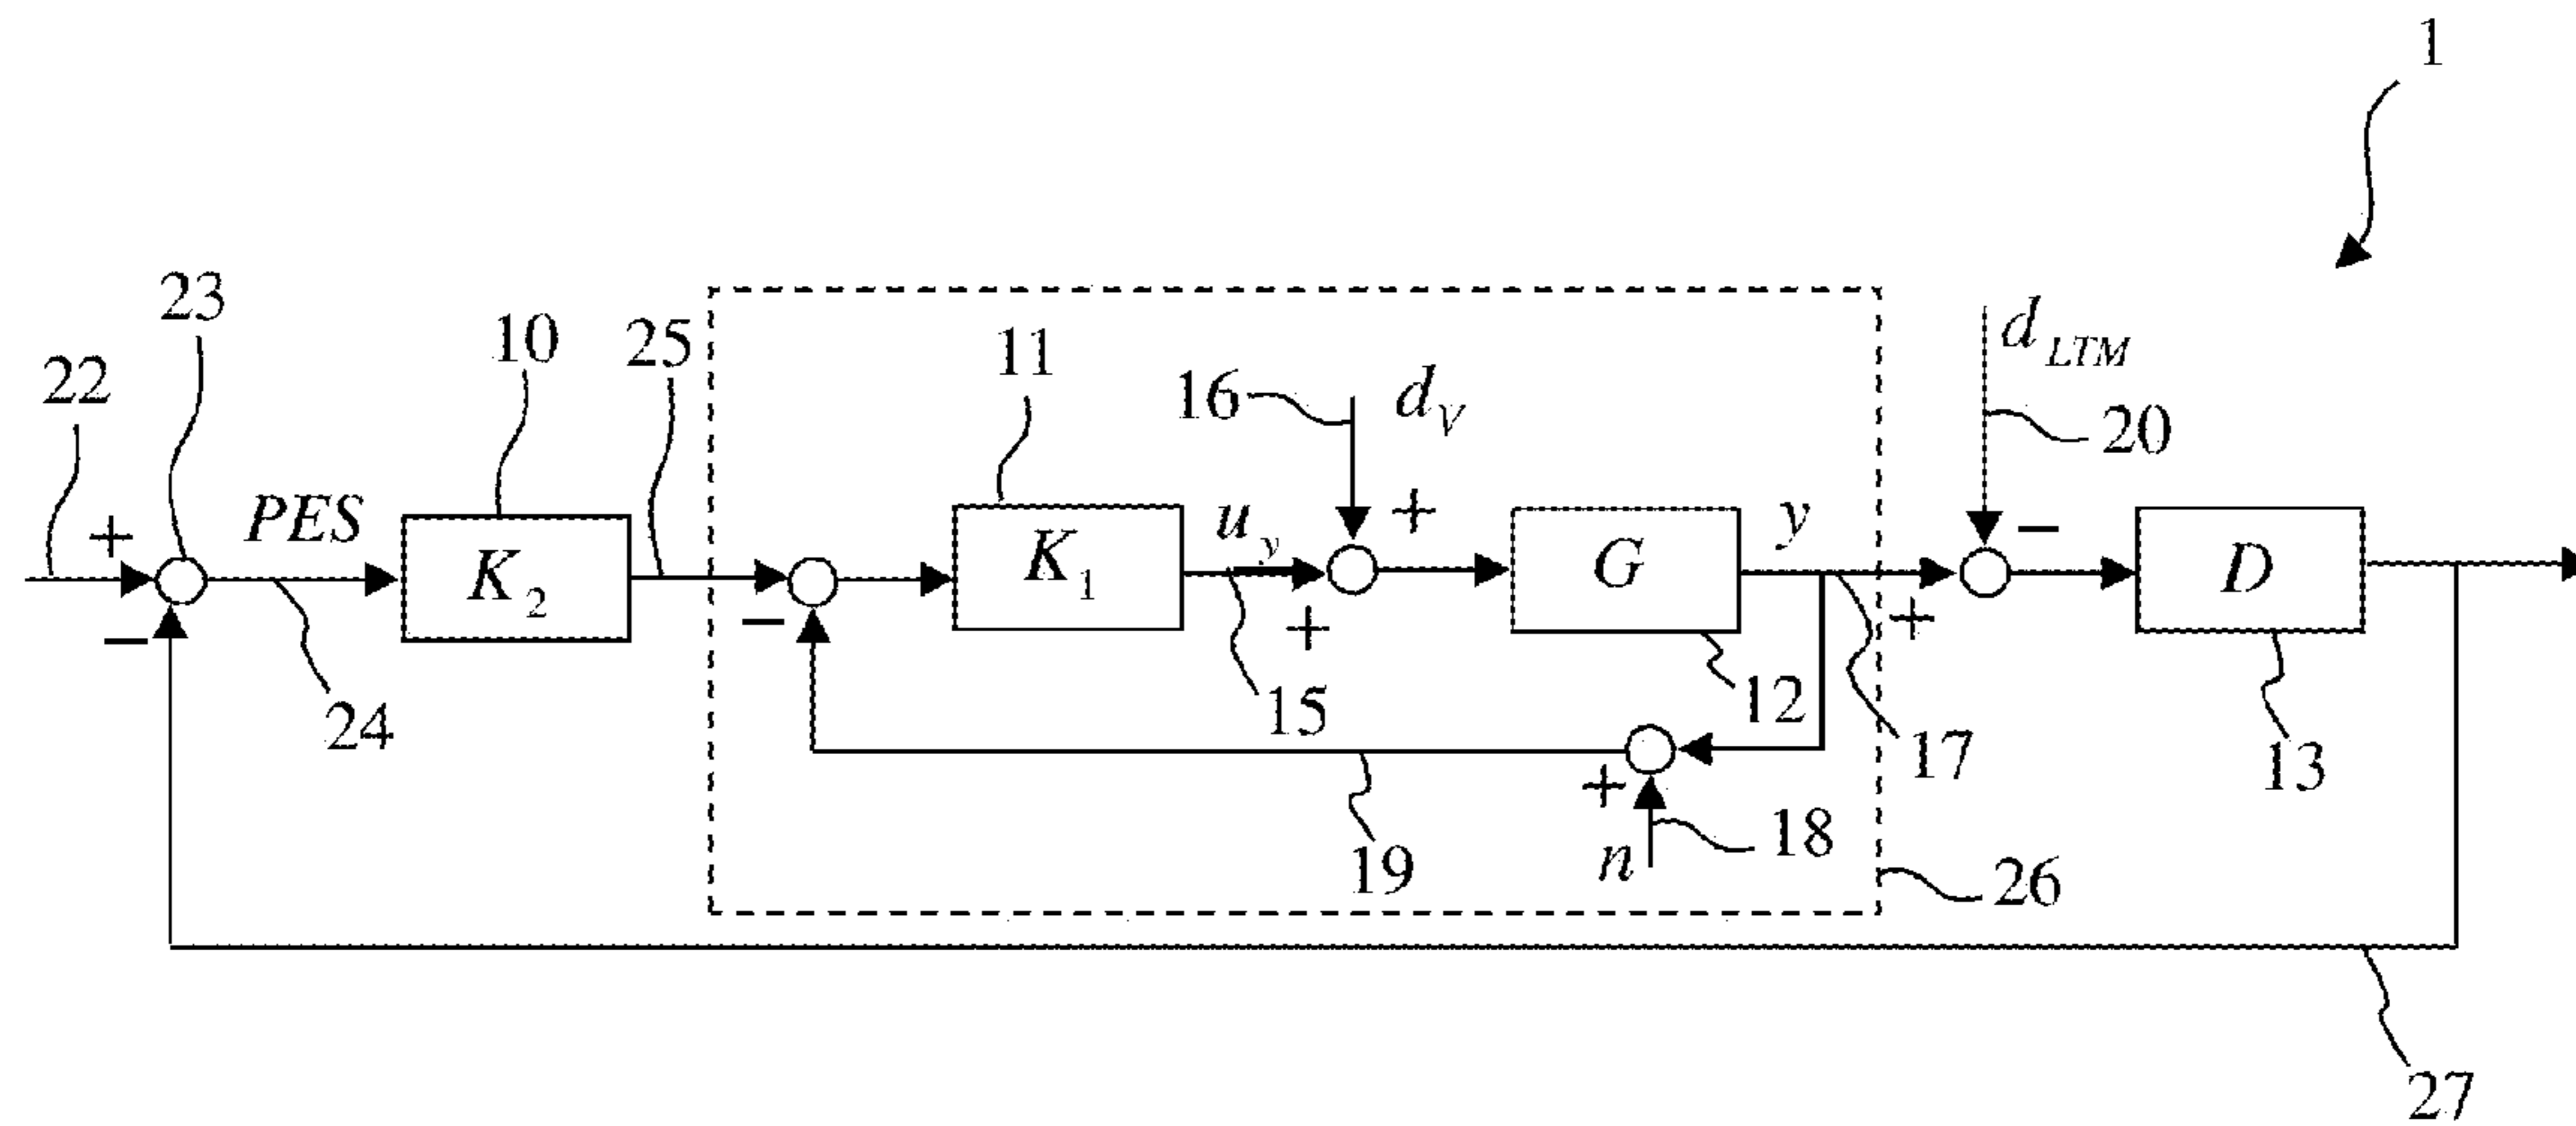 1
23
10
25
11
16
d_V
d_LTM
20
22
+
PES
K_2
K_1
u_y
+
G
y
−
D
−
−
+
+
24
15
12
17
13
+
n
18
19
26
27